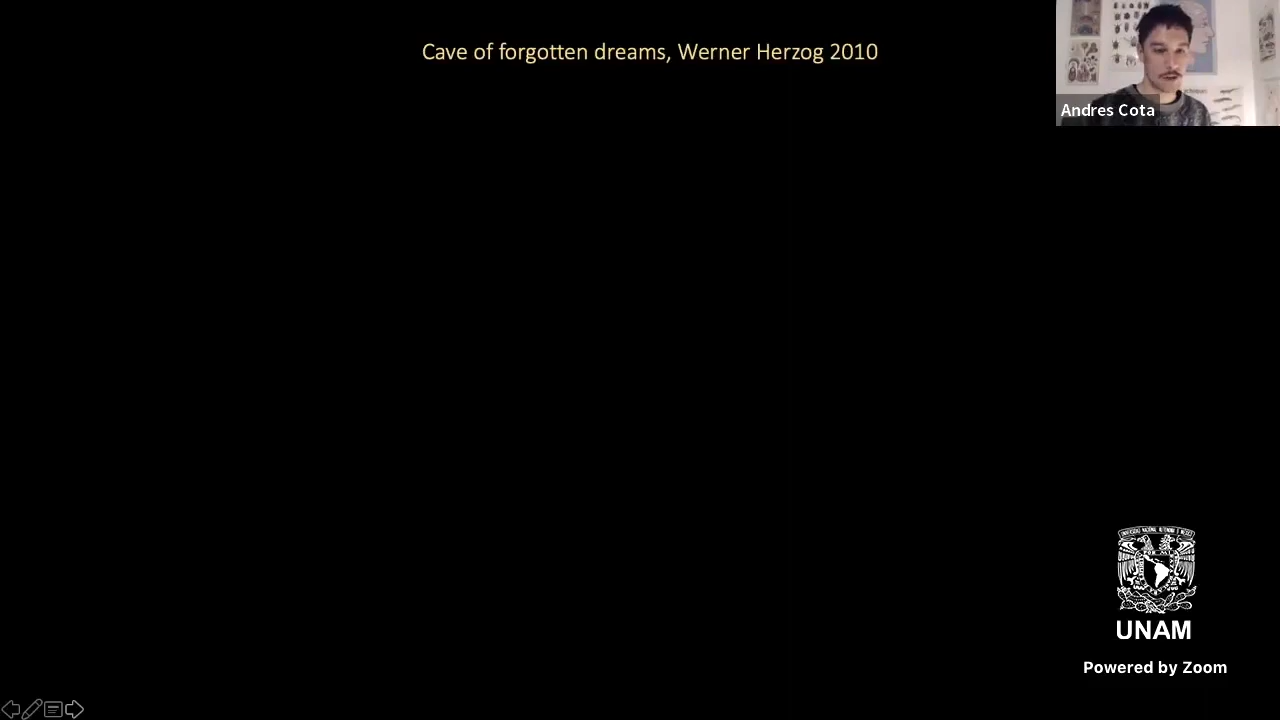 Cave of forgotten dreams, Werner Herzog 2010
Andres Cota
UNAM
Powered by Zoom